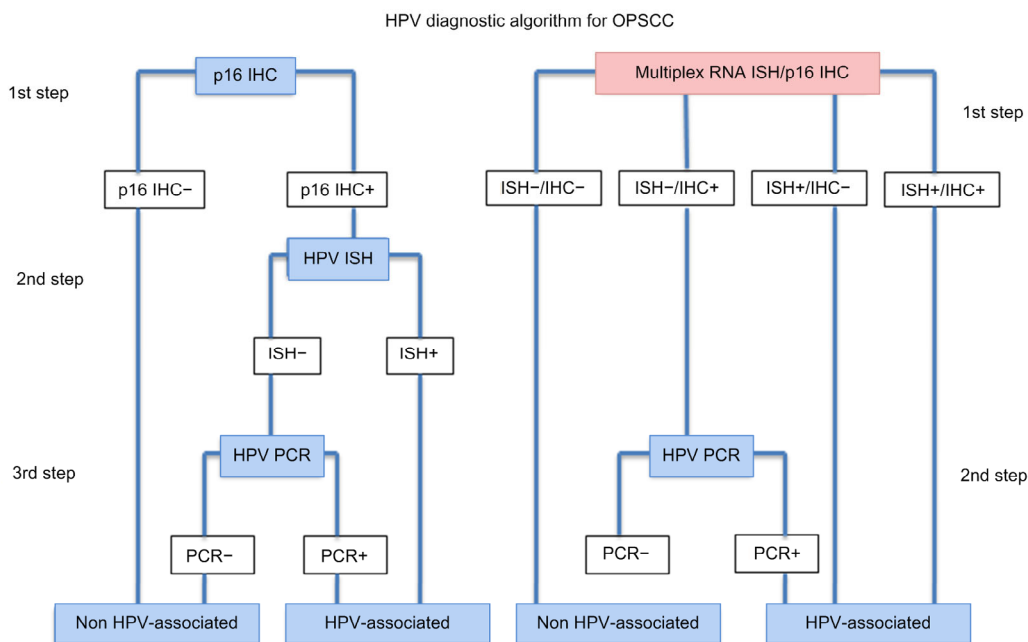 HPV diagnostic algorithm for OPSCC
p16 IHC
Multiplex RNA ISH/p16 IHC
1st step
1st step
p16 IHC−
p16 IHC+
ISH−/IHC−
ISH−/IHC+
ISH+/IHC−
ISH+/IHC+
HPV ISH
2nd step
ISH−
ISH+
HPV PCR
HPV PCR
3rd step
2nd step
PCR−
PCR+
PCR−
PCR+
Non HPV-associated
HPV-associated
Non HPV-associated
HPV-associated